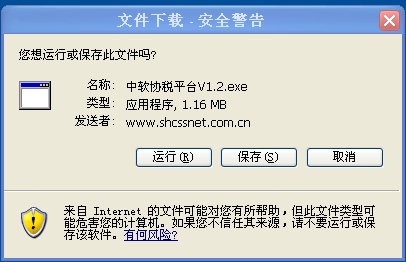 文件下载 - 安全警告
您想运行或保存此文件吗?
名称: 中软协税平台V1.2.exe
类型: 应用程序, 1.16 MB
发送者: www.shcssnet.com.cn
运行(R) 保存(S) 取消
来自 Internet 的文件可能对您有所帮助,但此文件类型可
能危害您的计算机。如果您不信任其来源,请不要运行或保
存该软件。有何风险?